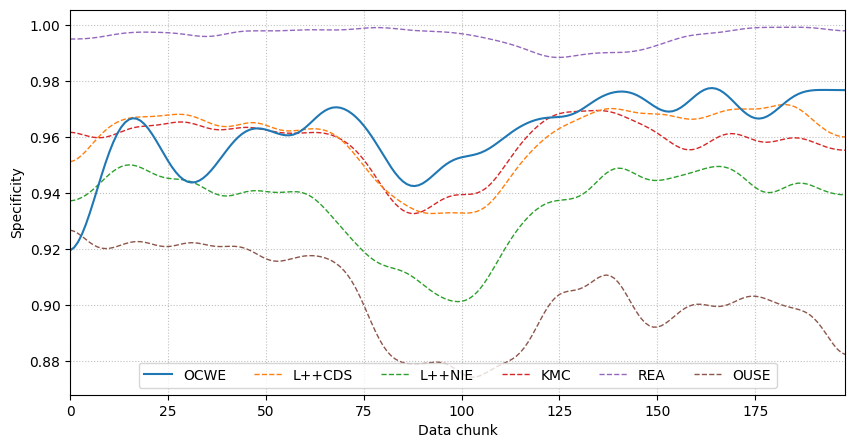 Specificity
1.00
0.98
0.96
0.94
0.92
0.90
0.88
OCWE L++CDS L++NIE KMC REA OUSE
0 25 50 75 100 125 150 175
Data chunk